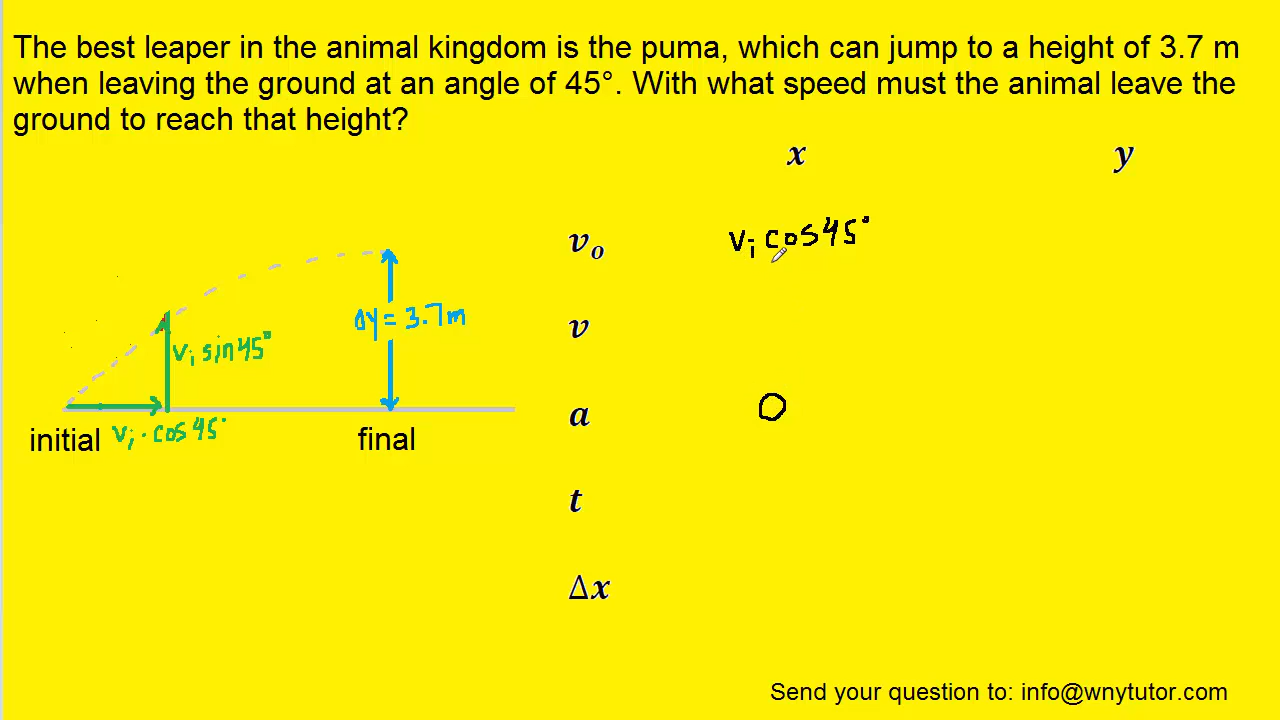 The best leaper in the animal kingdom is the puma, which can jump to a height of 3.7 m
when leaving the ground at an angle of 45°. With what speed must the animal leave the
ground to reach that height?
x y
v₀ vᵢ cos45°
Δy = 3.7m
v
vᵢ sin45°
a 0
initial vᵢ · cos45° final
t
Δx
Send your question to: info@wnytutor.com